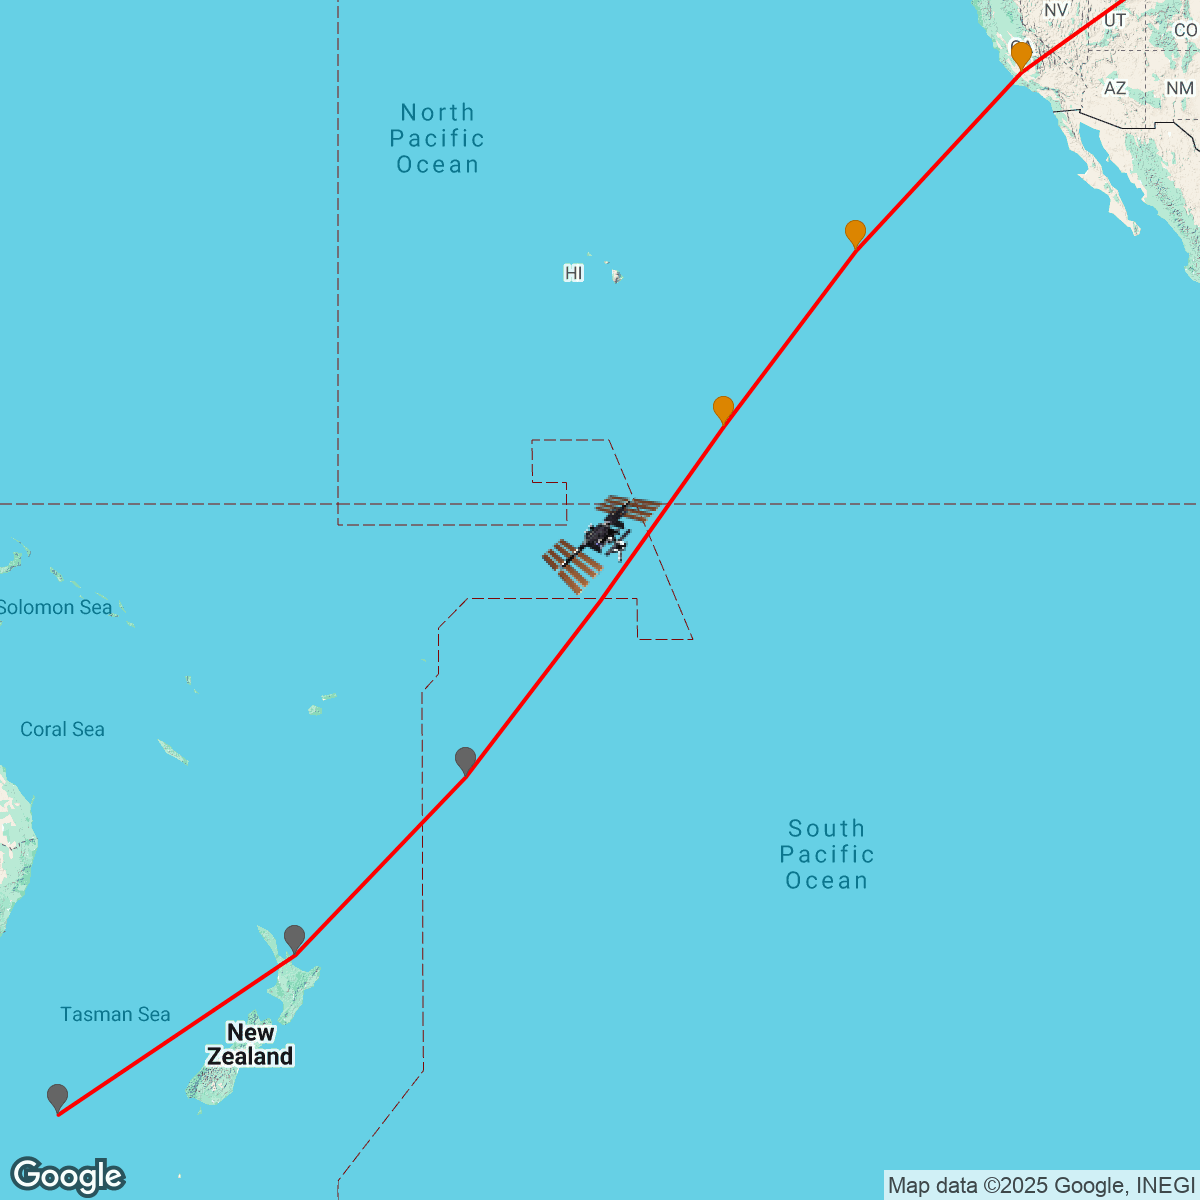 NV
UT
CO
CA
AZ
NM
North
Pacific
Ocean
HI
Solomon Sea
Coral Sea
South
Pacific
Ocean
Tasman Sea
New
Zealand
Google
Map data ©2025 Google, INEGI